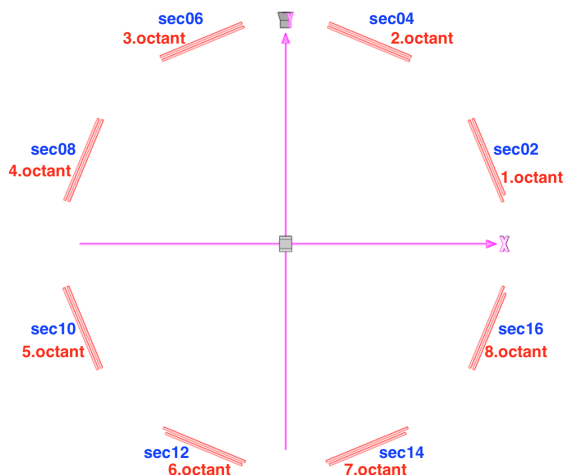 sec06
sec04
3.octant
2.octant
Y
sec08
sec02
4.octant
1.octant
X
sec10
sec16
5.octant
8.octant
sec12
sec14
6.octant
7.octant